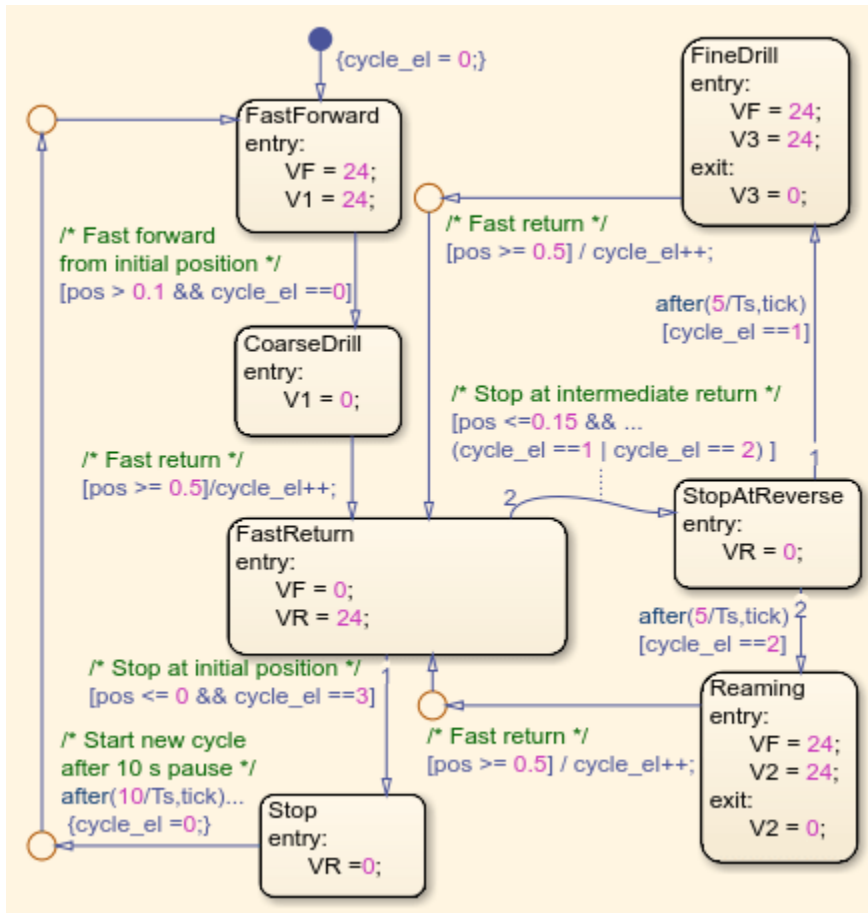 {cycle_el = 0;}
FastForward
entry:
VF = 24;
V1 = 24;
/* Fast forward
from initial position */
[pos > 0.1 && cycle_el ==0]
CoarseDrill
entry:
V1 = 0;
/* Fast return */
[pos >= 0.5]/cycle_el++;
FineDrill
entry:
VF = 24;
V3 = 24;
exit:
V3 = 0;
/* Fast return */
[pos >= 0.5] / cycle_el++;
after(5/Ts,tick)
[cycle_el ==1]
1
/* Stop at intermediate return */
[pos <=0.15 && ...
(cycle_el ==1 | cycle_el == 2) ]
2
StopAtReverse
entry:
VR = 0;
FastReturn
entry:
VF = 0;
VR = 24;
2
after(5/Ts,tick)
[cycle_el ==2]
1
/* Stop at initial position */
[pos <= 0 && cycle_el ==3]
Reaming
entry:
VF = 24;
V2 = 24;
exit:
V2 = 0;
/* Fast return */
[pos >= 0.5] / cycle_el++;
/* Start new cycle
after 10 s pause */
after(10/Ts,tick)...
{cycle_el =0;}
Stop
entry:
VR =0;